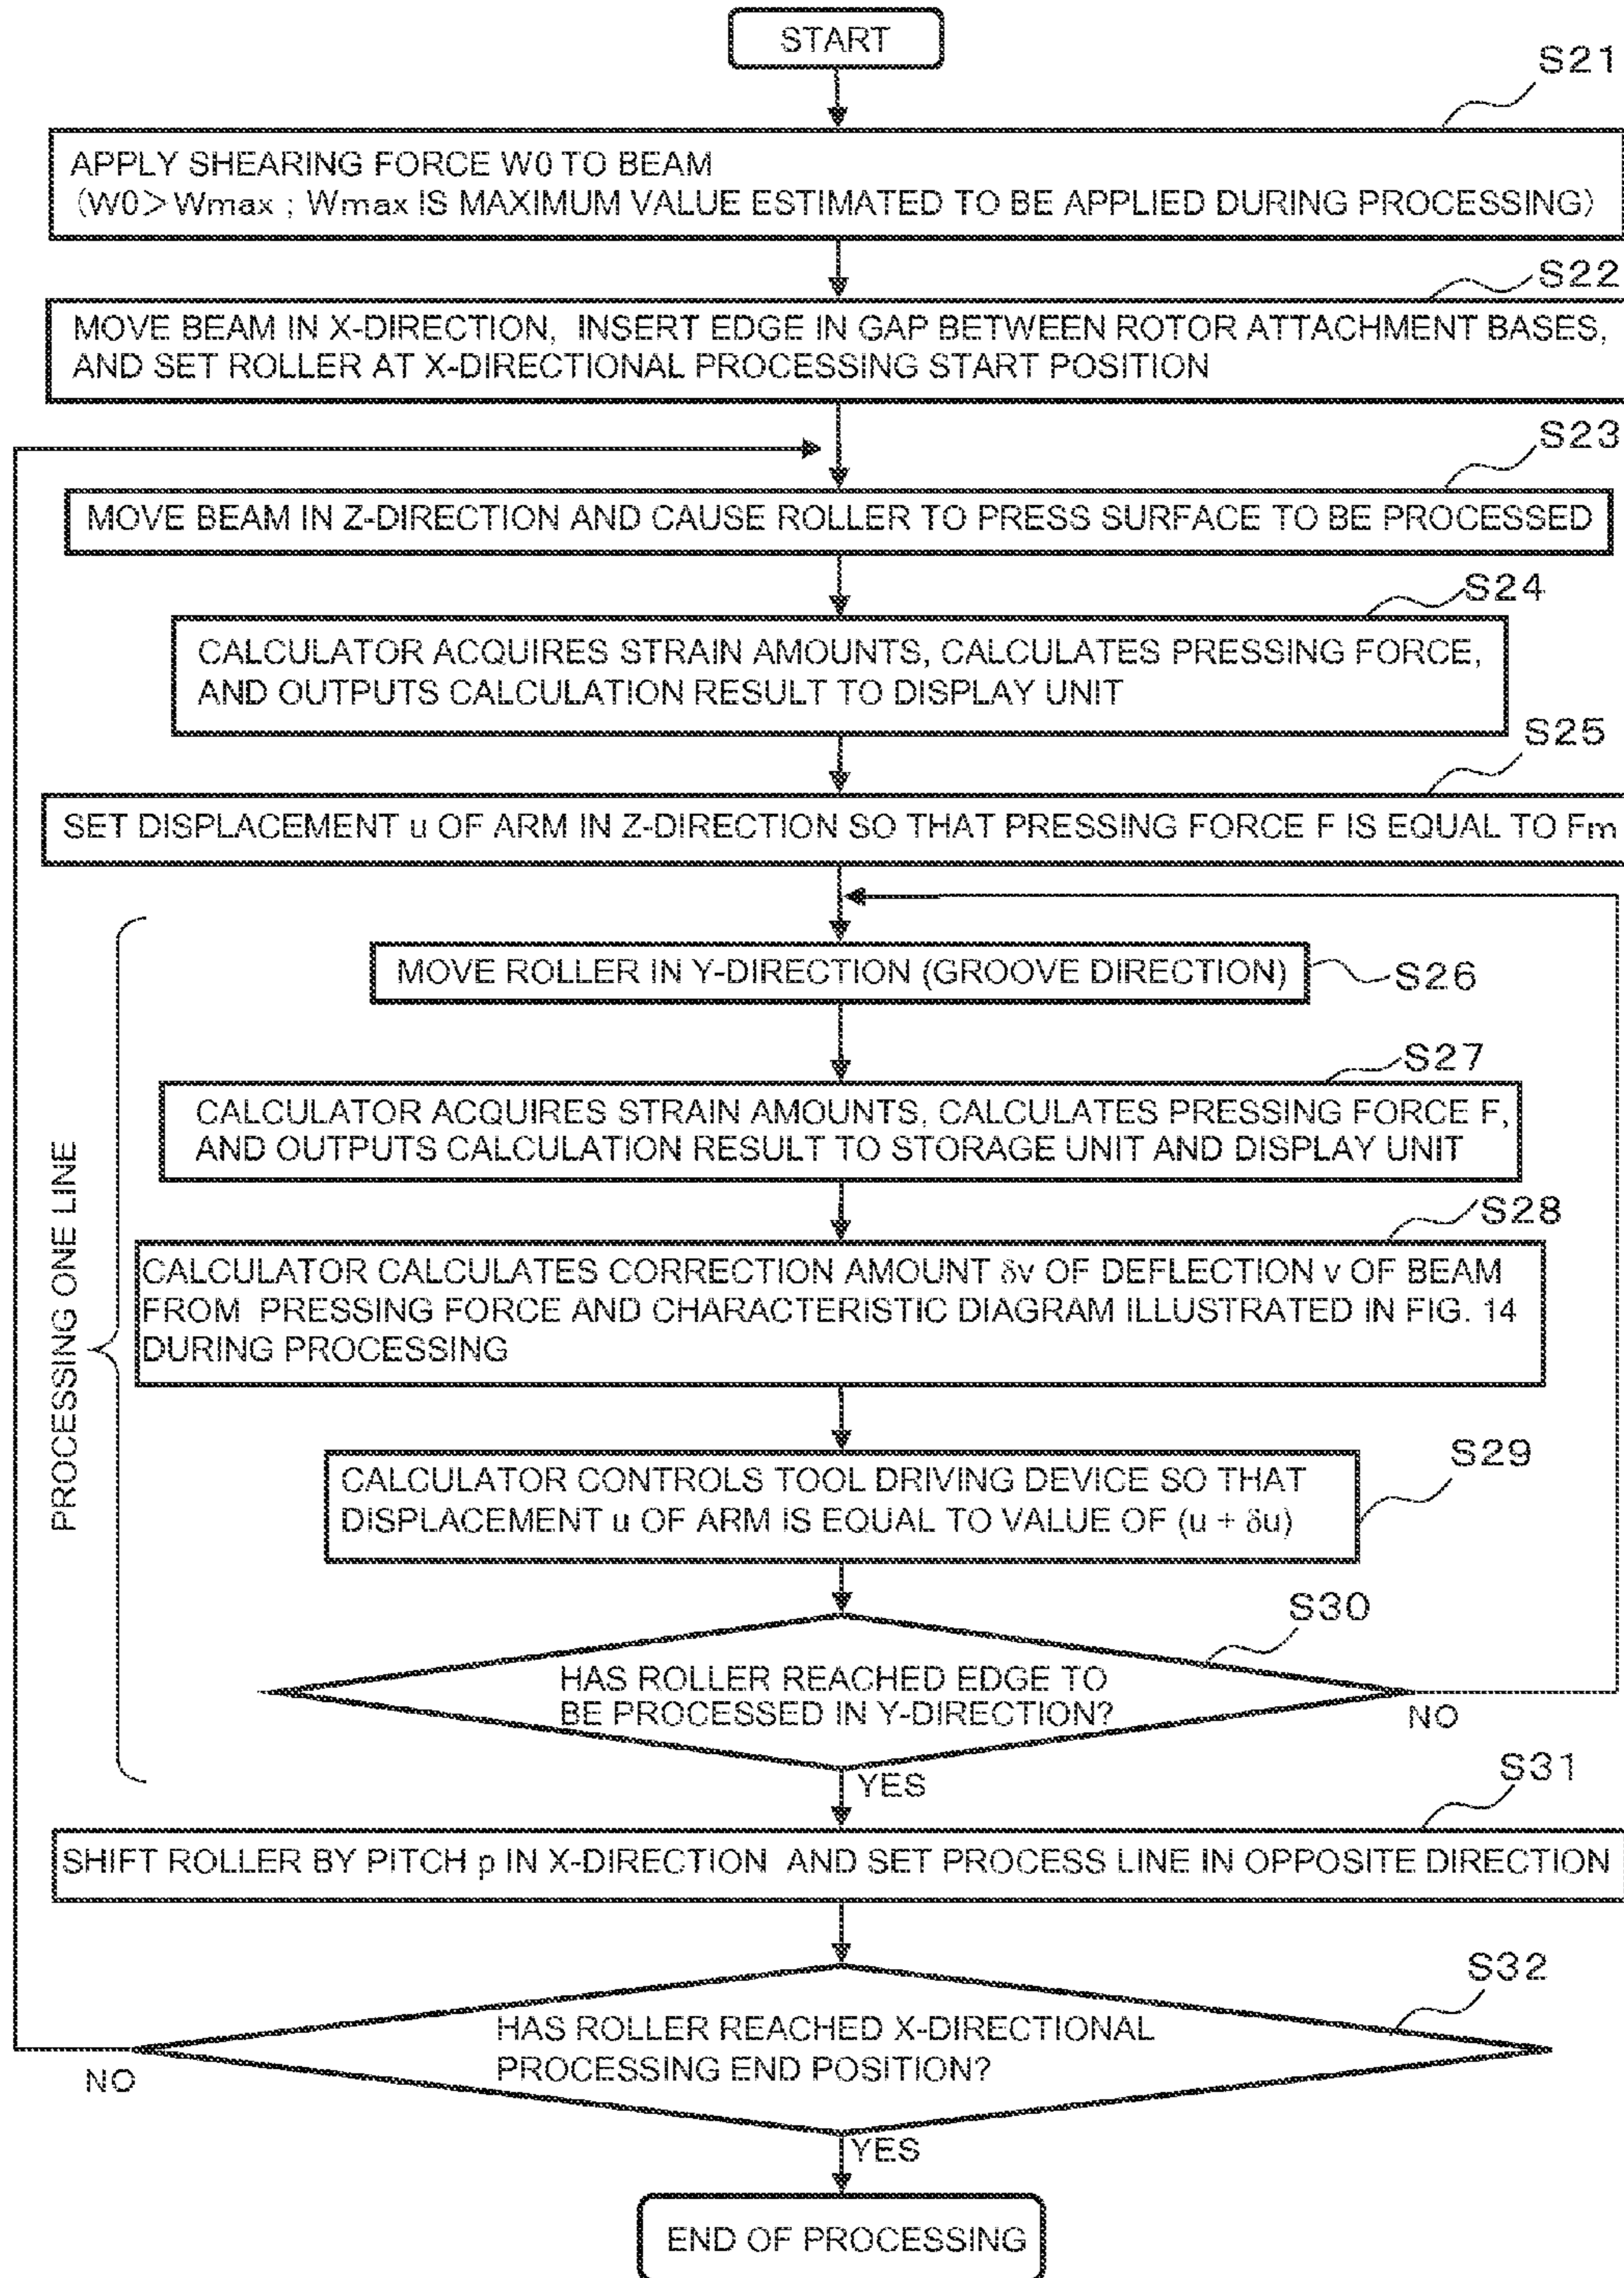 START
S21
APPLY SHEARING FORCE W0 TO BEAM
(W0>Wmax ; Wmax IS MAXIMUM VALUE ESTIMATED TO BE APPLIED DURING PROCESSING)
S22
MOVE BEAM IN X-DIRECTION, INSERT EDGE IN GAP BETWEEN ROTOR ATTACHMENT BASES,
AND SET ROLLER AT X-DIRECTIONAL PROCESSING START POSITION
S23
MOVE BEAM IN Z-DIRECTION AND CAUSE ROLLER TO PRESS SURFACE TO BE PROCESSED
S24
CALCULATOR ACQUIRES STRAIN AMOUNTS, CALCULATES PRESSING FORCE,
AND OUTPUTS CALCULATION RESULT TO DISPLAY UNIT
S25
SET DISPLACEMENT u OF ARM IN Z-DIRECTION SO THAT PRESSING FORCE F IS EQUAL TO Fm
PROCESSING ONE LINE
MOVE ROLLER IN Y-DIRECTION (GROOVE DIRECTION)
S26
S27
CALCULATOR ACQUIRES STRAIN AMOUNTS, CALCULATES PRESSING FORCE F,
AND OUTPUTS CALCULATION RESULT TO STORAGE UNIT AND DISPLAY UNIT
S28
CALCULATOR CALCULATES CORRECTION AMOUNT δv OF DEFLECTION v OF BEAM
FROM PRESSING FORCE AND CHARACTERISTIC DIAGRAM ILLUSTRATED IN FIG. 14
DURING PROCESSING
S29
CALCULATOR CONTROLS TOOL DRIVING DEVICE SO THAT
DISPLACEMENT u OF ARM IS EQUAL TO VALUE OF (u + δu)
S30
HAS ROLLER REACHED EDGE TO
BE PROCESSED IN Y-DIRECTION?
NO
YES
S31
SHIFT ROLLER BY PITCH p IN X-DIRECTION AND SET PROCESS LINE IN OPPOSITE DIRECTION
S32
HAS ROLLER REACHED X-DIRECTIONAL
PROCESSING END POSITION?
NO
YES
END OF PROCESSING